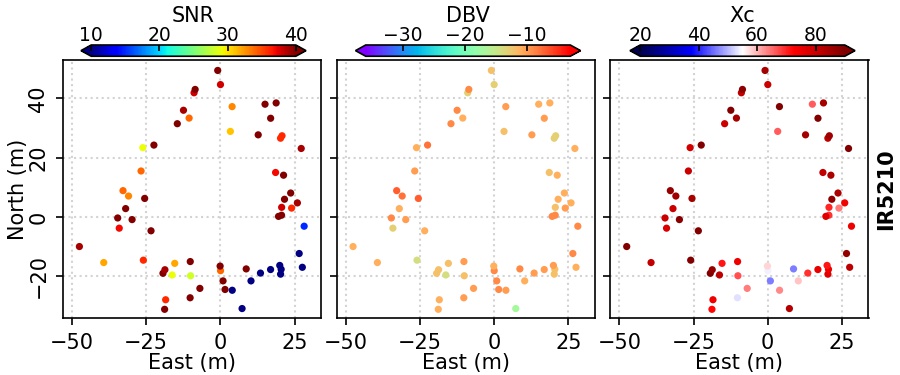 SNR DBV Xc
10 20 30 40 −30 −20 −10 20 40 60 80
North (m)
40
20
0
−20
IR5210
−50 −25 0 25 −50 −25 0 25 −50 −25 0 25
East (m) East (m) East (m)